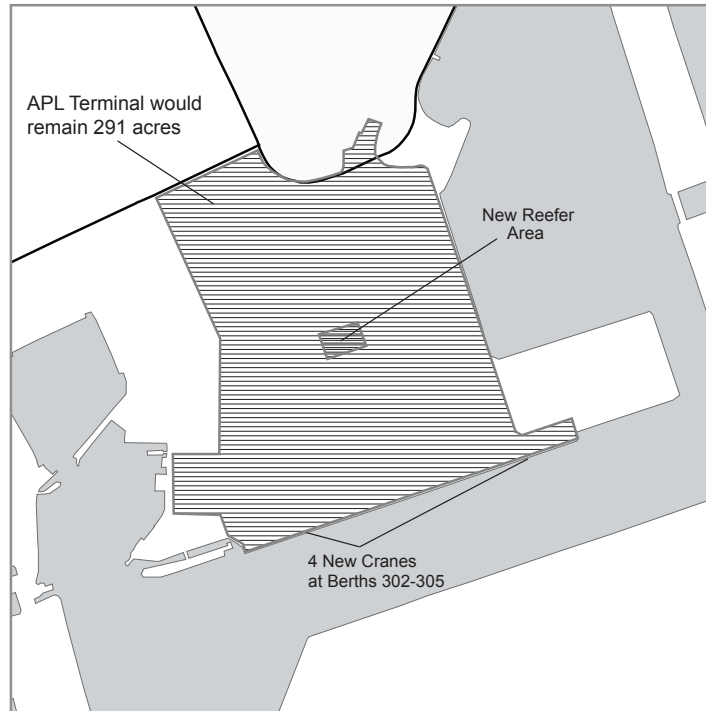 APL Terminal would
remain 291 acres
New Reefer
Area
4 New Cranes
at Berths 302-305